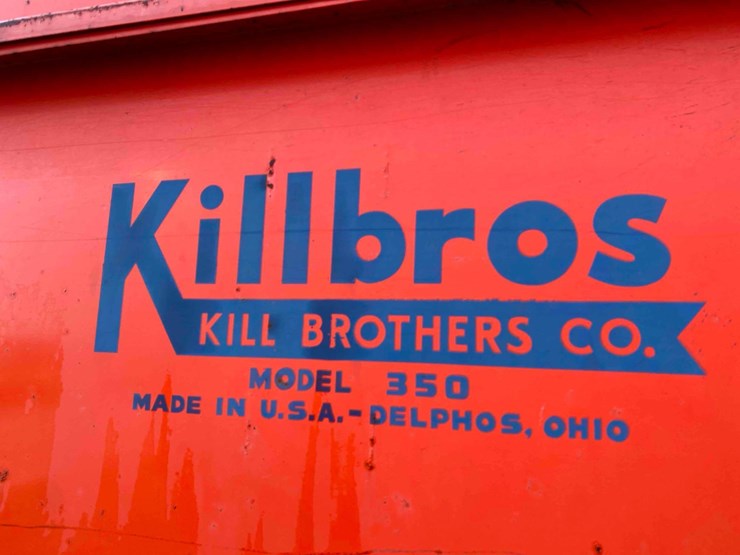 Killbros
KILL BROTHERS CO.
MODEL 350
MADE IN U.S.A.-DELPHOS, OHIO